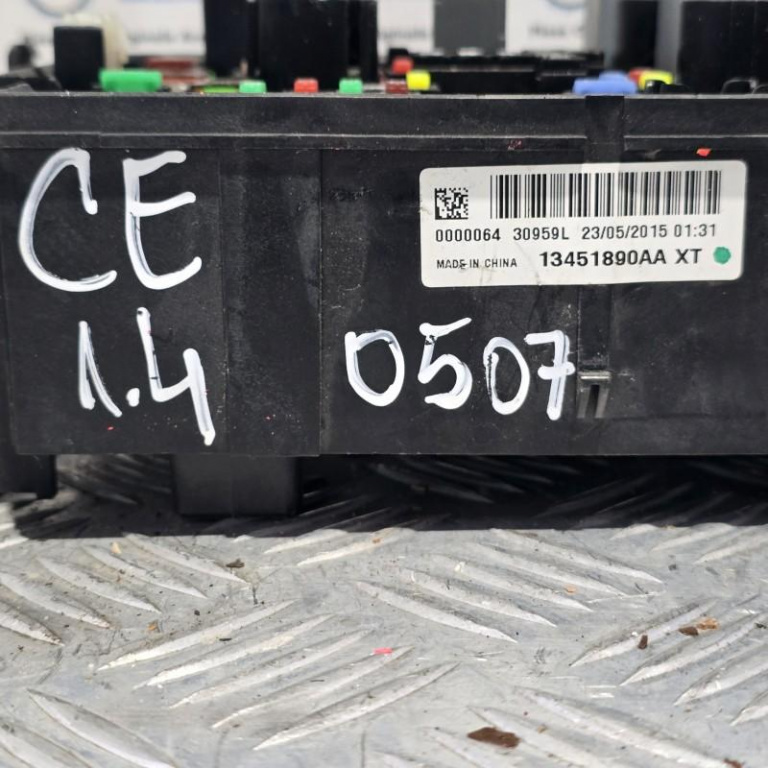 CE
1.4
0507
0000064 30959L 23/05/2015 01:31
MADE IN CHINA 13451890AA XT